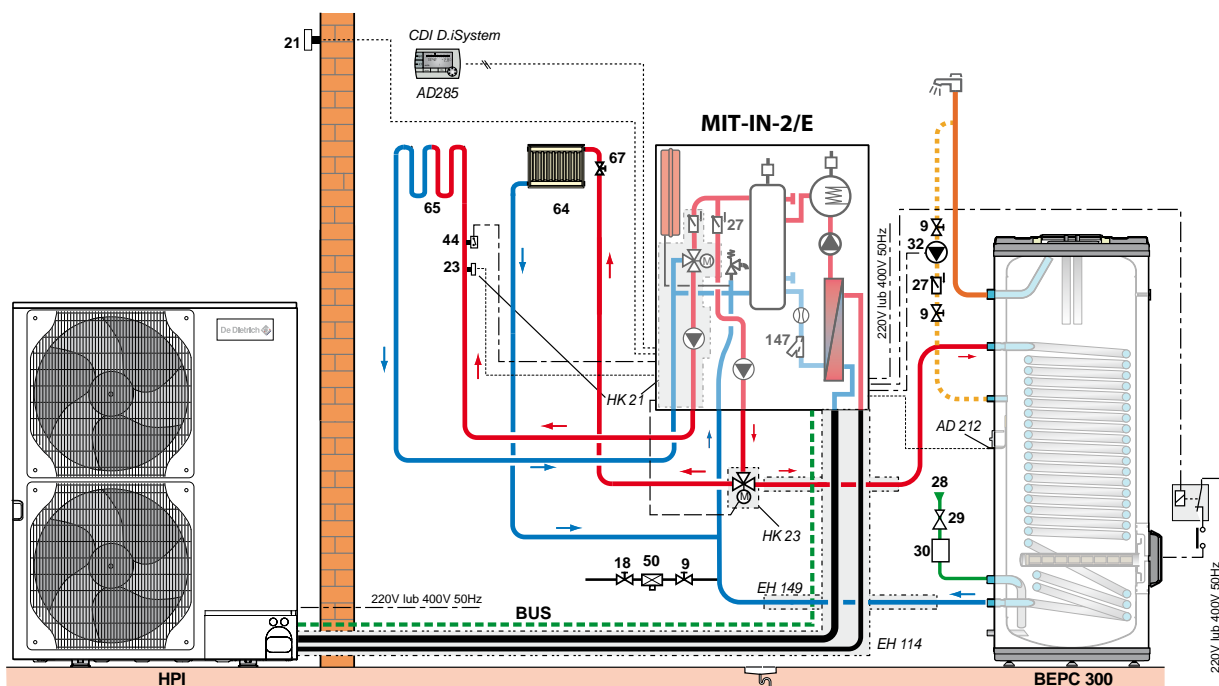 21
CDI D.iSystem
AD285
MIT-IN-2/E
67
65
64
27
44
23
M
147
220V lub 400V 50Hz
9
32
27
9
HK 21
AD 212
De Dietrich
28
29
30
M
HK 23
18
50
9
EH 149
220V lub 400V 50Hz
BUS
EH 114
220V lub 400V 50Hz
HPI
BEPC 300